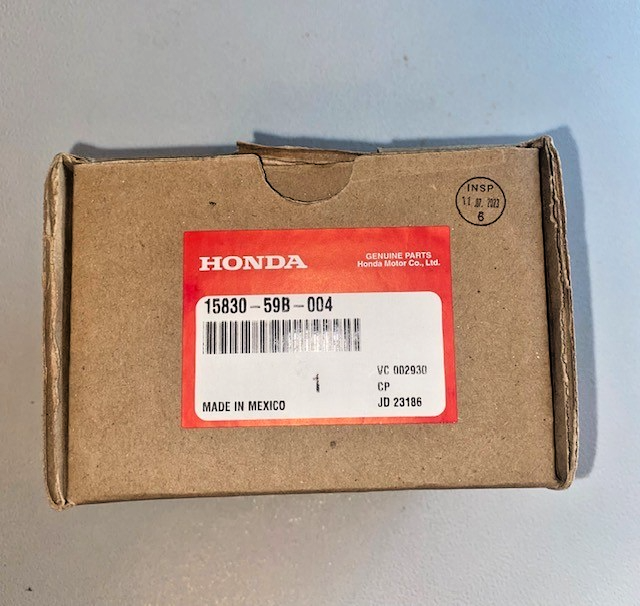 INSP
11. 07. 2023
6
HONDA
GENUINE PARTS
Honda Motor Co., Ltd.
15830-59B-004
1
VC 002930
CP
MADE IN MEXICO
JD 23186